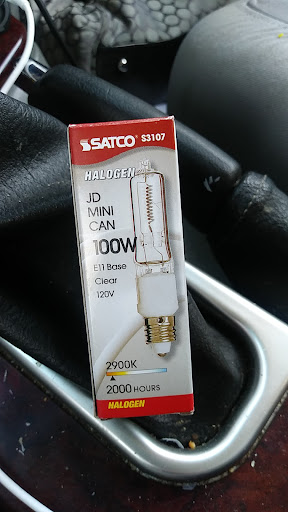 SATCO® S3107
HALOGEN
JD
MINI
CAN
100W
E11 Base
Clear
120V
2900K
2000 HOURS
HALOGEN